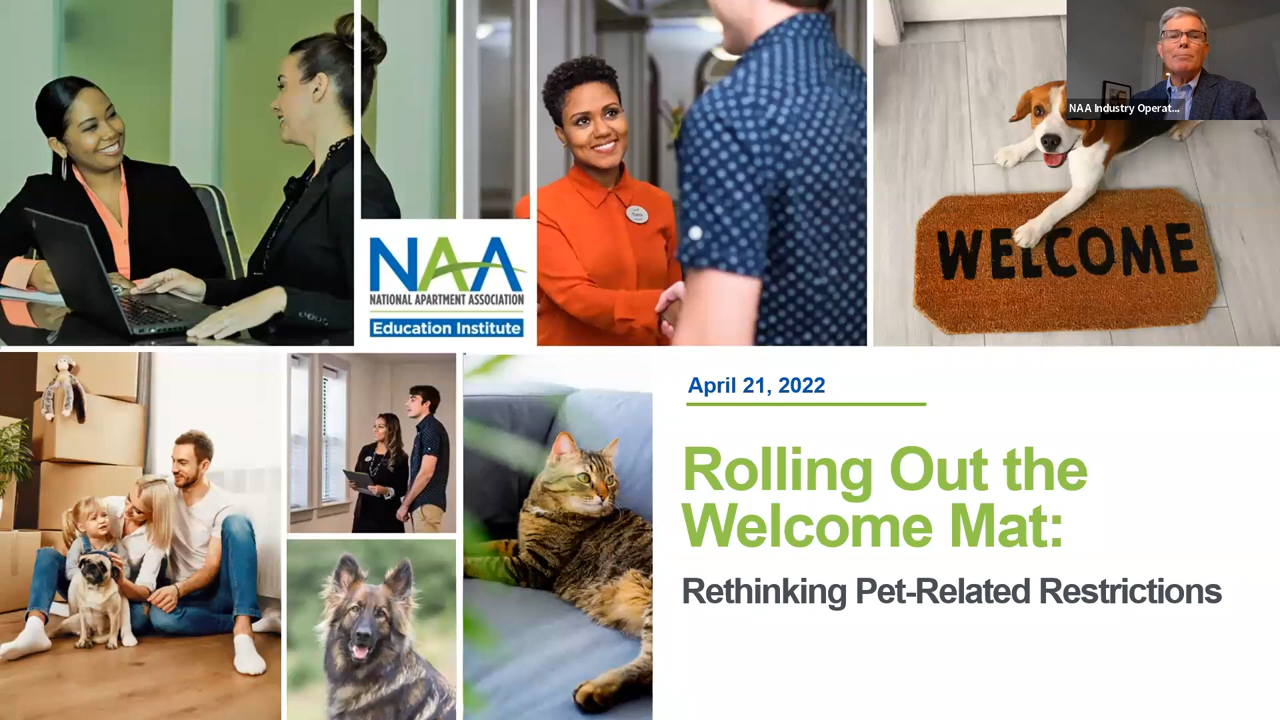 NAA Industry Operat...
WELCOME
NAA
NATIONAL APARTMENT ASSOCIATION
Education Institute
April 21, 2022
Rolling Out the
Welcome Mat:
Rethinking Pet-Related Restrictions